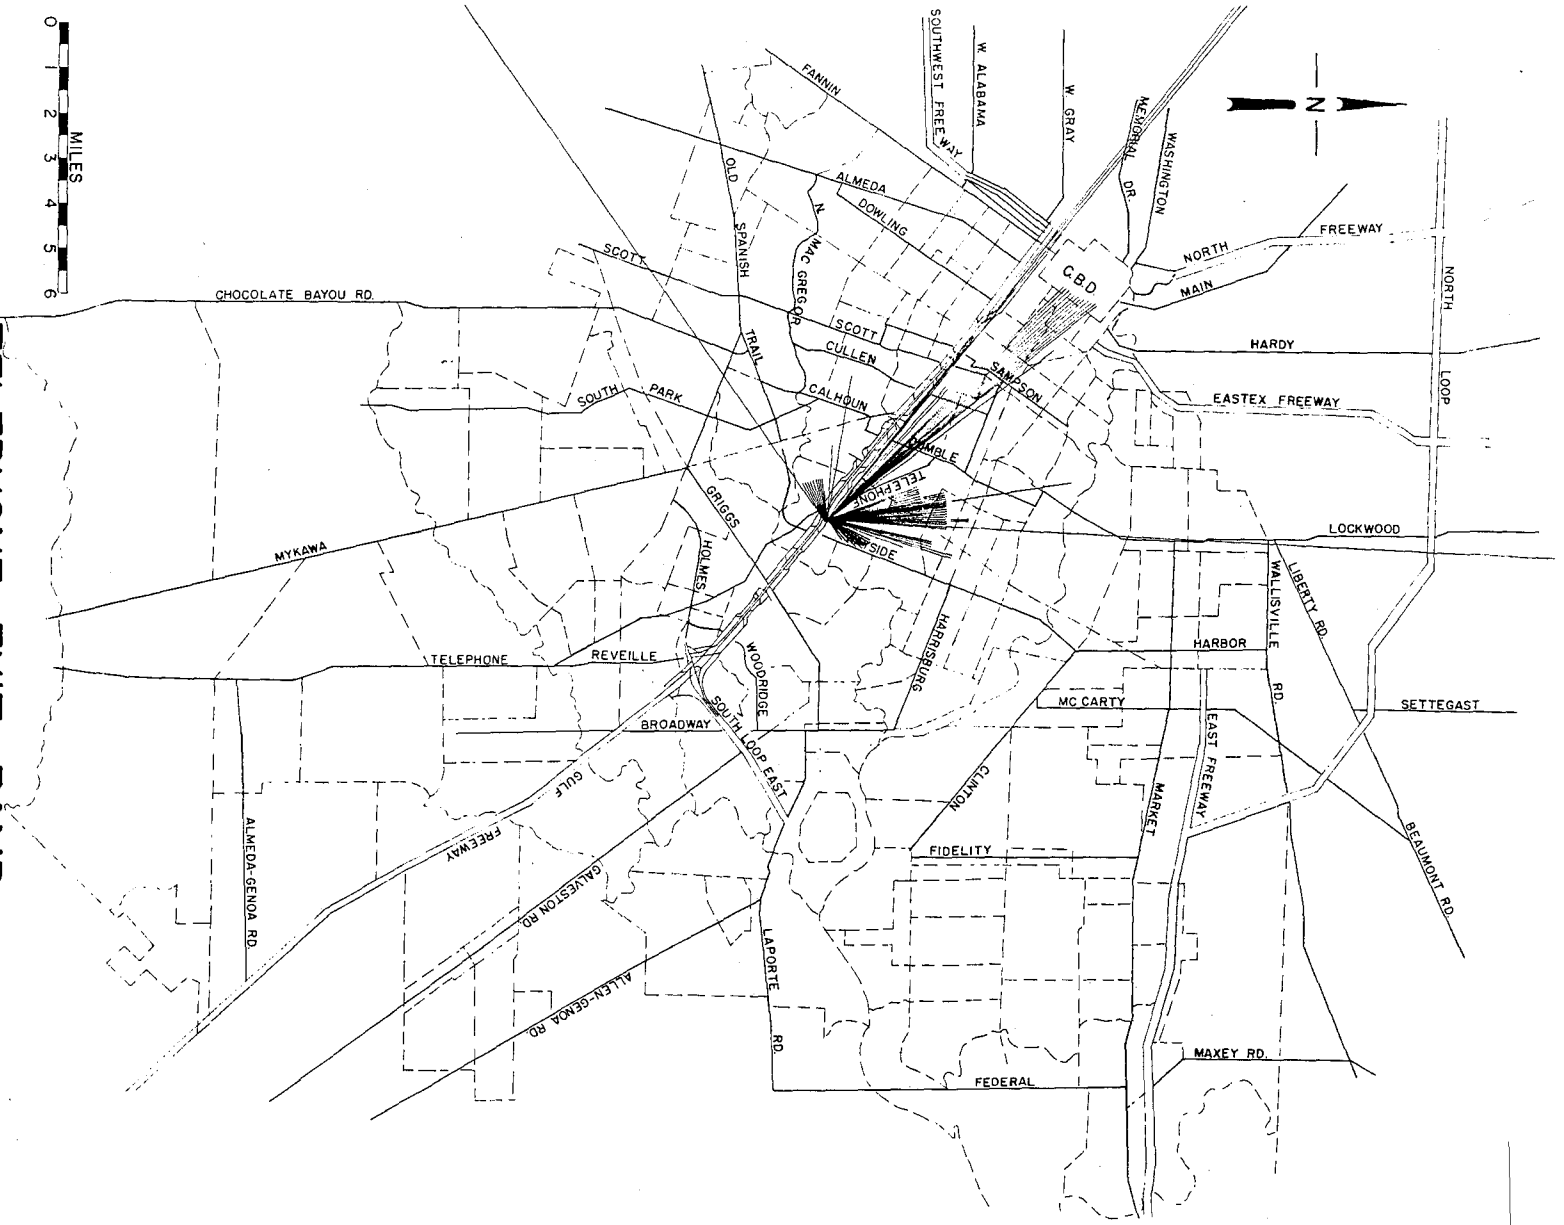 0
1
2
3
4
5
6
MILES
FANNIN
SOUTHWEST FREEWAY
W. ALABAMA
W. GRAY
MEMORIAL DR.
WASHINGTON
N
OLD SPANISH TRAIL
ALMEDA
DOWLING
N. MAC GREGOR
SCOTT
C.B.D
NORTH FREEWAY
MAIN
NORTH LOOP
CHOCOLATE BAYOU RD.
SCOTT
CULLEN
SAMPSON
HARDY
SOUTH PARK
CALHOUN
EASTEX FREEWAY
DUMBLE
TELEPHONE
GRIGGS
MYKAWA
HOLMES
LOCKWOOD
WALLISVILLE RD.
LIBERTY RD.
HARRISBURG
HARBOR
TELEPHONE
REVEILLE
WOODRIDGE
BROADWAY
SOUTH LOOP EAST
MC CARTY
EAST FREEWAY
SETTEGAST
GULF FREEWAY
CLINTON
MARKET
BEAUMONT RD.
FIDELITY
ALMEDA-GENOA RD.
GALVESTON RD.
ALLEN-GENOA RD.
LAPORTE RD.
FEDERAL
MAXEY RD.